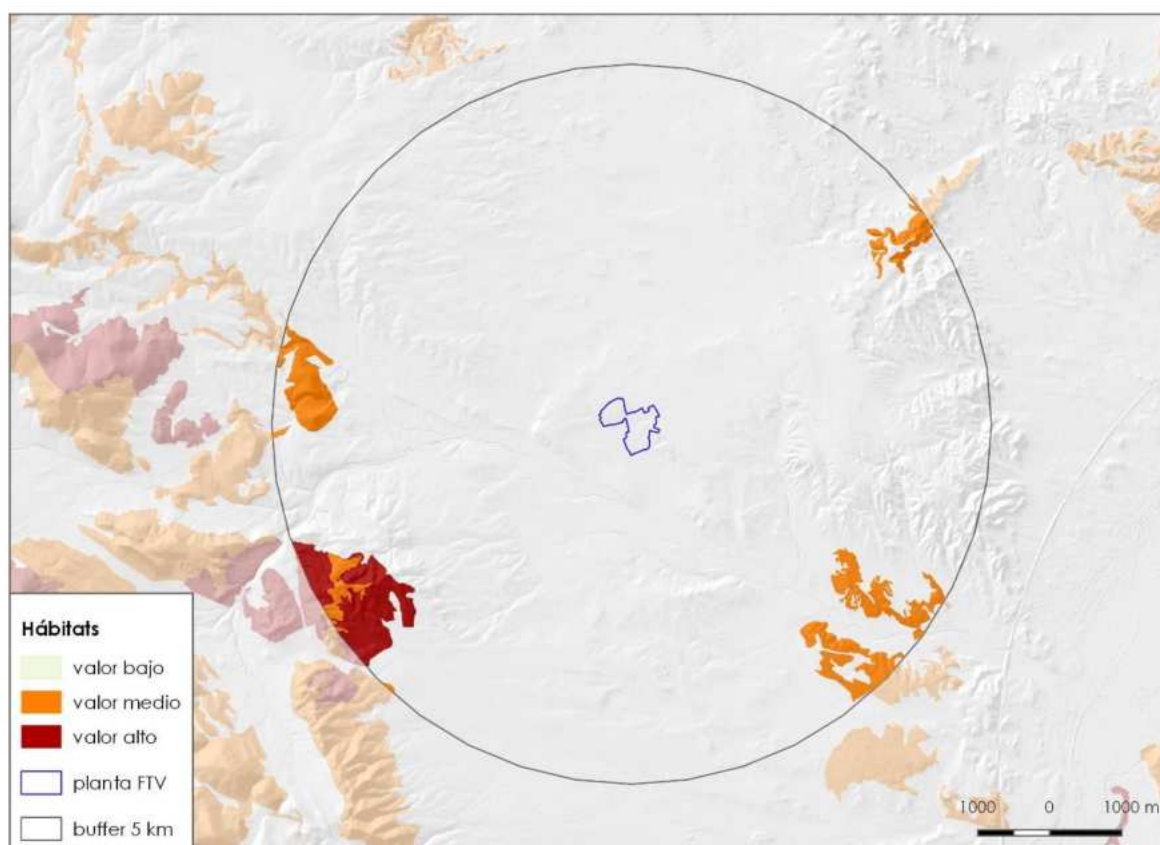 Hábitats
valor bajo
valor medio
valor alto
planta FTV
buffer 5 km
1000 0 1000 m